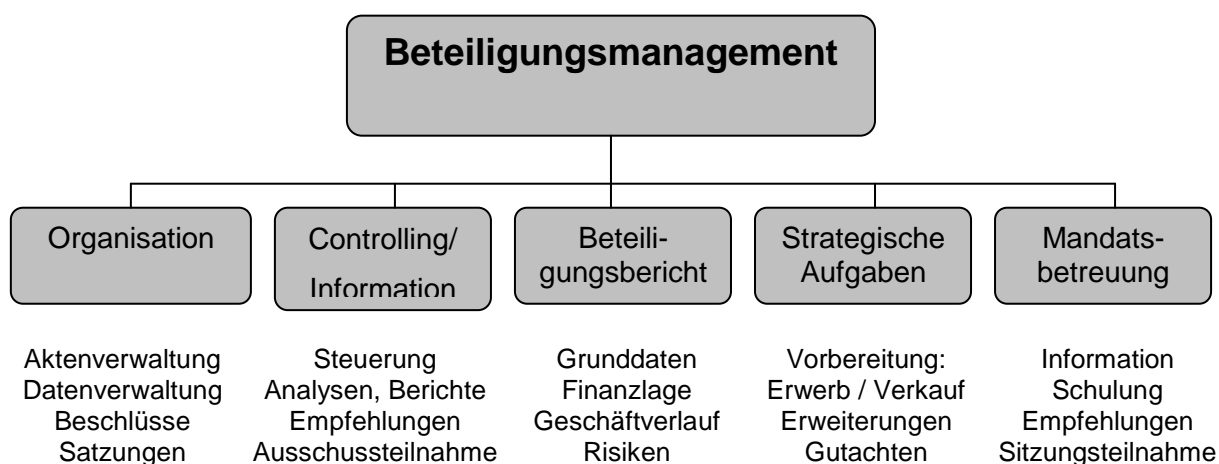 Beteiligungsmanagement
Organisation
Controlling/
Information
Beteili-
gungsbericht
Strategische
Aufgaben
Mandats-
betreuung
Aktenverwaltung
Datenverwaltung
Beschlüsse
Satzungen
Steuerung
Analysen, Berichte
Empfehlungen
Ausschussteilnahme
Grunddaten
Finanzlage
Geschäftverlauf
Risiken
Vorbereitung:
Erwerb / Verkauf
Erweiterungen
Gutachten
Information
Schulung
Empfehlungen
Sitzungsteilnahme